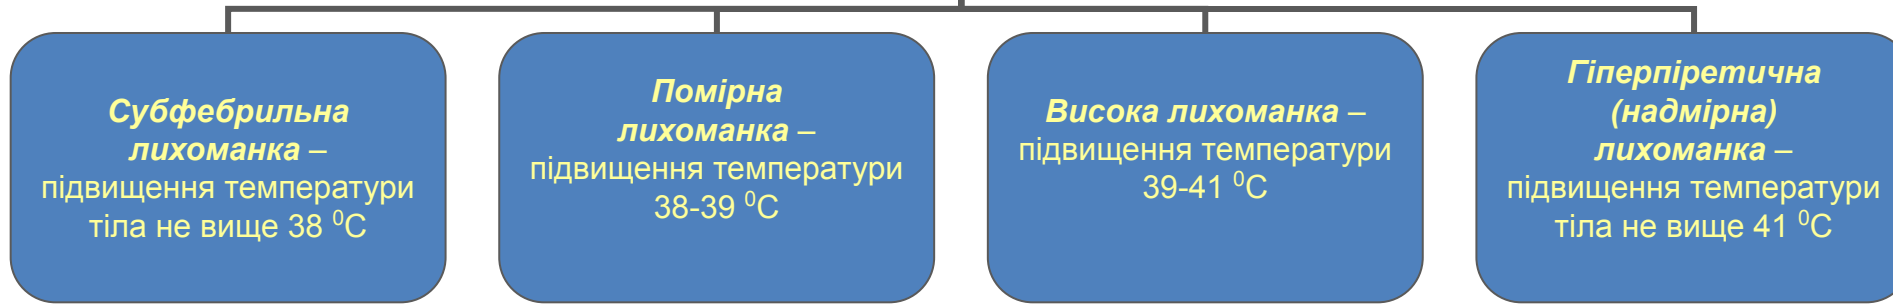 Субфебрильна
лихоманка –
підвищення температури
тіла не вище 38 ⁰С
Помірна
лихоманка –
підвищення температури
38-39 ⁰С
Висока лихоманка –
підвищення температури
39-41 ⁰С
Гіперпіретична
(надмірна)
лихоманка –
підвищення температури
тіла не вище 41 ⁰С